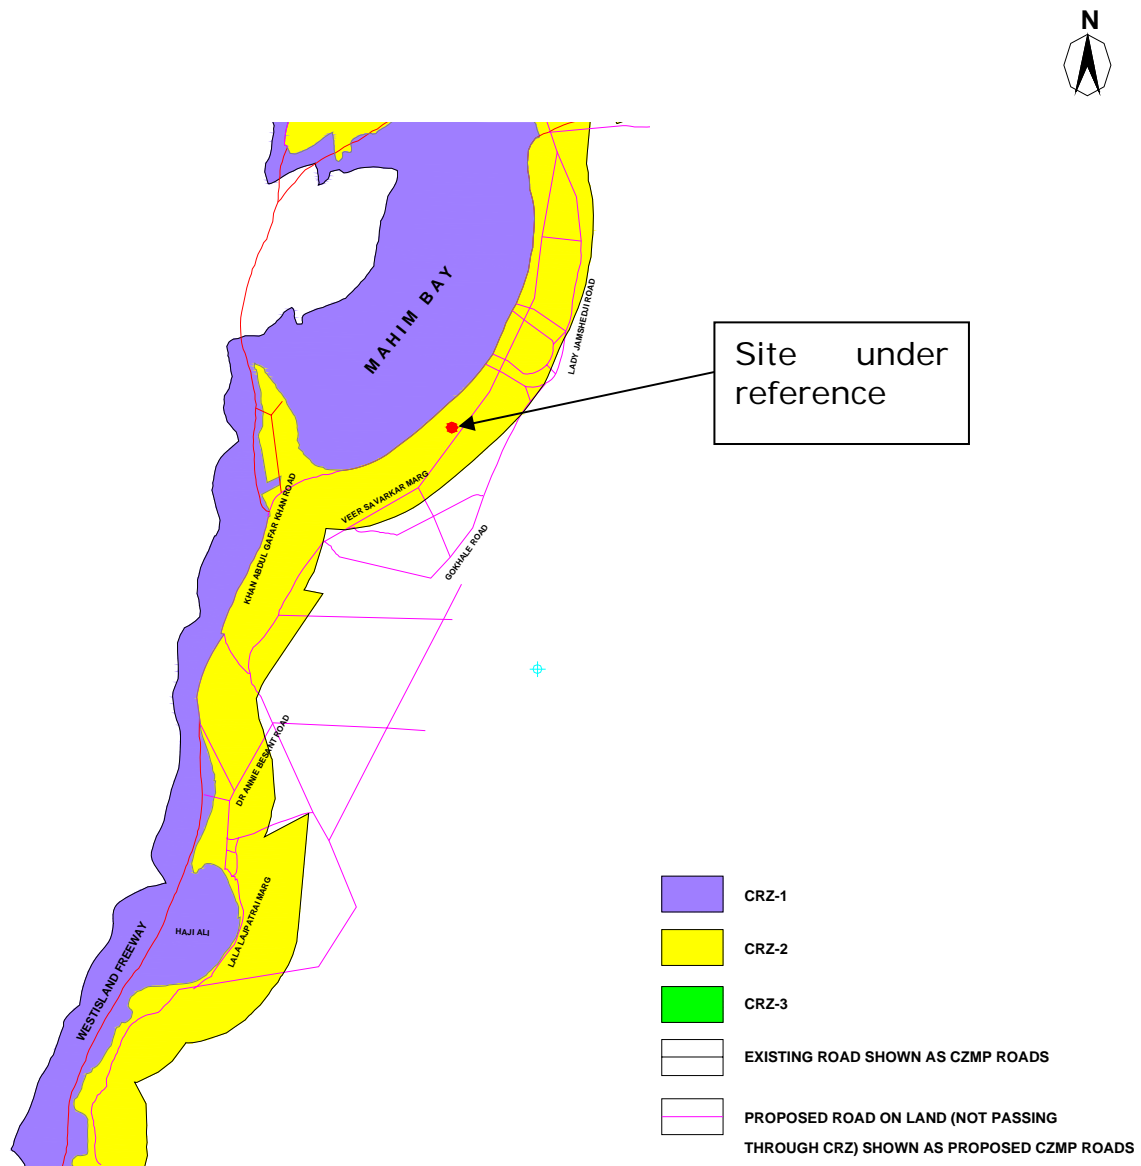 N
MAHIM BAY
LADY JAMSHEDJI ROAD
Site under
reference
VEER SAVARKAR MARG
KHAN ABDUL GAFAR KHAN ROAD
GOKHALE ROAD
DR ANNIE BESANT ROAD
LALA LAJPATRAI MARG
HAJI ALI
WESTISLAND FREEWAY
CRZ-1
CRZ-2
CRZ-3
EXISTING ROAD SHOWN AS CZMP ROADS
PROPOSED ROAD ON LAND (NOT PASSING
THROUGH CRZ) SHOWN AS PROPOSED CZMP ROADS